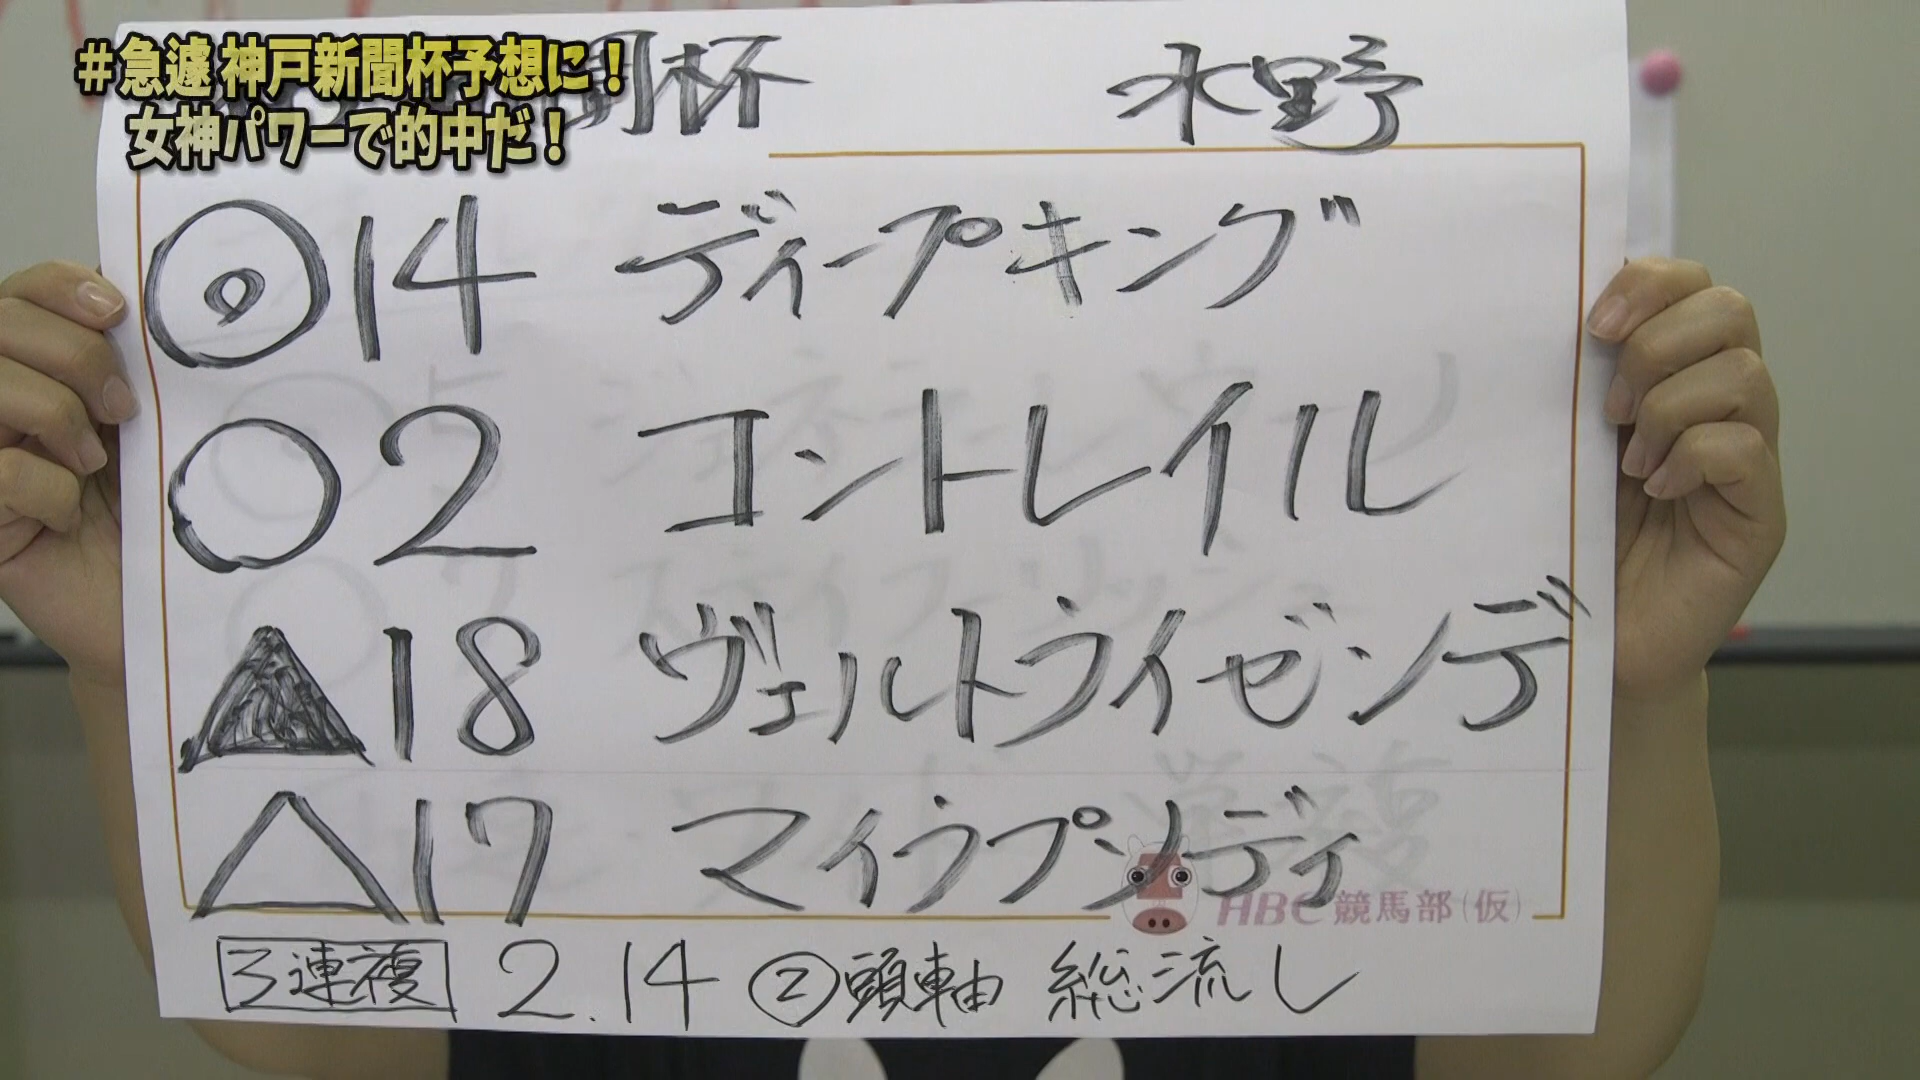 #急遽 神戸新聞杯予想に!
女神パワーで的中だ!
聞杯 水野
◎14 ディープキング
○2 コントレイル
▲18 ヴェルトライゼンデ
△17 マイラプソディ
ABC競馬部(仮)
3連複 2.14 ②頭軸 総流し